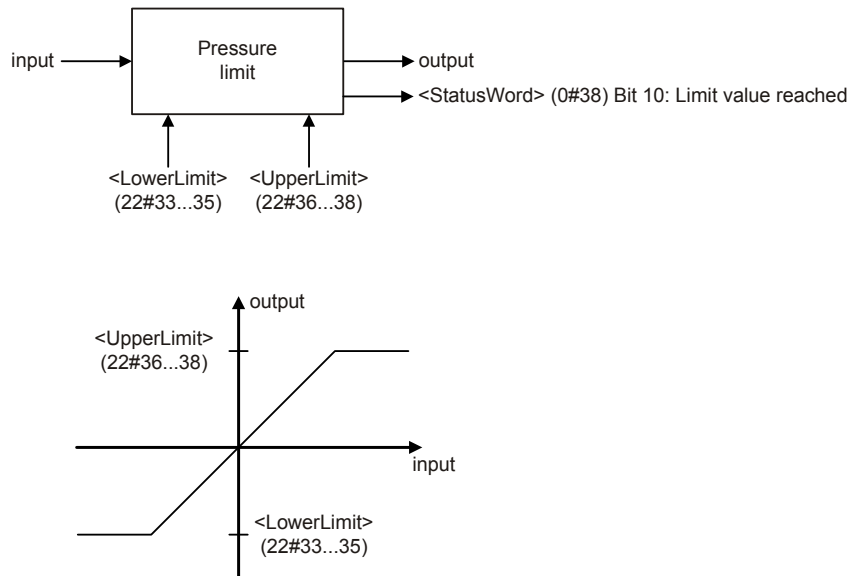 Pressure
limit
input
output
<StatusWord> (0#38) Bit 10: Limit value reached
<LowerLimit>
(22#33...35)
<UpperLimit>
(22#36...38)
output
<UpperLimit>
(22#36...38)
input
<LowerLimit>
(22#33...35)